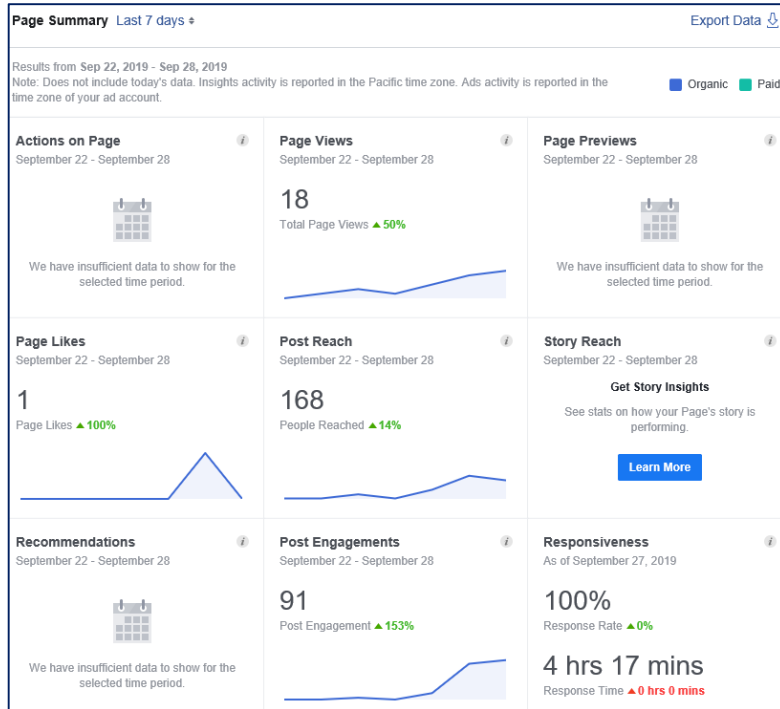 Page Summary Last 7 days
Export Data
Results from Sep 22, 2019 - Sep 28, 2019
Note: Does not include today's data. Insights activity is reported in the Pacific time zone. Ads activity is reported in the
time zone of your ad account.
Organic Paid
Actions on Page
September 22 - September 28
We have insufficient data to show for the
selected time period.
Page Views
September 22 - September 28
18
Total Page Views ▲50%
Page Previews
September 22 - September 28
We have insufficient data to show for the
selected time period.
Page Likes
September 22 - September 28
1
Page Likes ▲100%
Post Reach
September 22 - September 28
168
People Reached ▲14%
Story Reach
September 22 - September 28
Get Story Insights
See stats on how your Page's story is
performing.
Learn More
Recommendations
September 22 - September 28
We have insufficient data to show for the
selected time period.
Post Engagements
September 22 - September 28
91
Post Engagement ▲153%
Responsiveness
As of September 27, 2019
100%
Response Rate ▲0%
4 hrs 17 mins
Response Time ▲0 hrs 0 mins